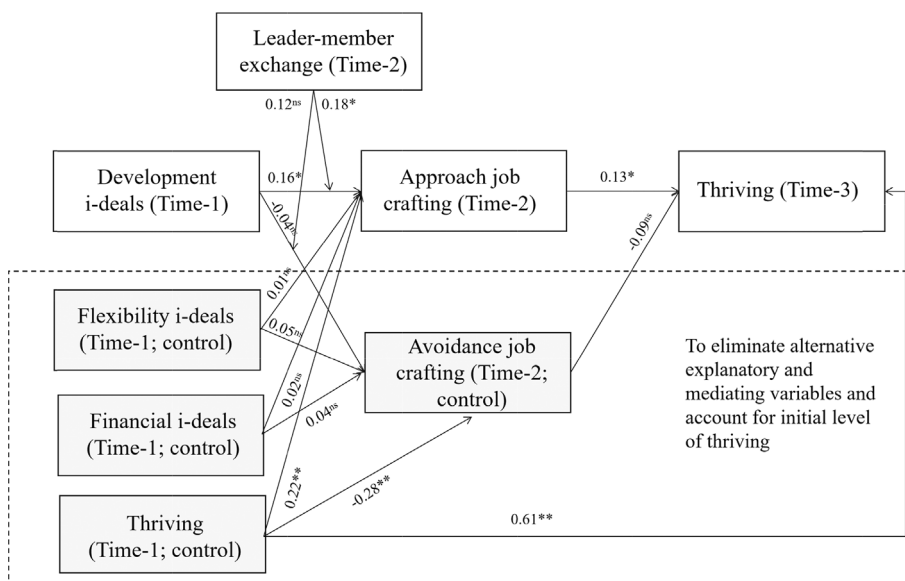 Leader-member
exchange (Time-2)
0.12ⁿˢ
0.18*
Development
i-deals (Time-1)
0.16*
Approach job
crafting (Time-2)
0.13*
Thriving (Time-3)
-0.04ⁿˢ
-0.09ⁿˢ
Flexibility i-deals
(Time-1; control)
0.01ⁿˢ
0.05ⁿˢ
Avoidance job
crafting (Time-2;
control)
To eliminate alternative
explanatory and
mediating variables and
account for initial level
of thriving
Financial i-deals
(Time-1; control)
0.02ⁿˢ
0.04ⁿˢ
Thriving
(Time-1; control)
0.22**
-0.28**
0.61**